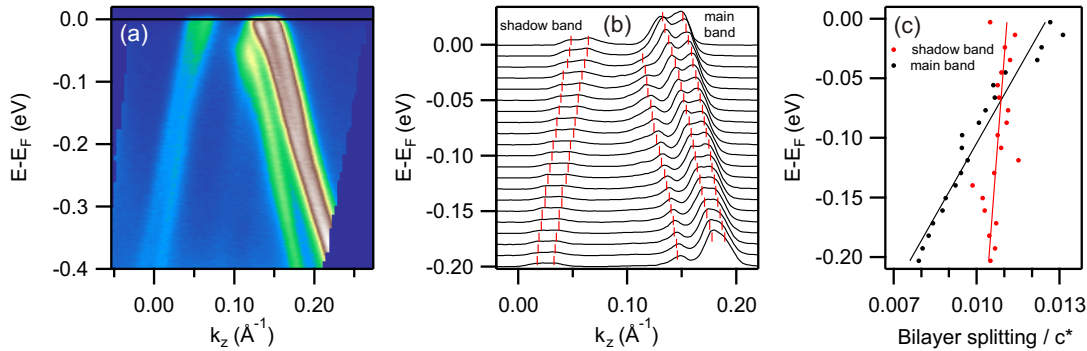 (a)
E-E_F (eV)
0.0
-0.1
-0.2
-0.3
-0.4
0.00
0.10
0.20
k_z (Å⁻¹)
(b)
shadow band
main
band
E-E_F (eV)
0.00
-0.05
-0.10
-0.15
-0.20
0.00
0.10
0.20
k_z (Å⁻¹)
(c)
shadow band
main band
E-E_F (eV)
0.00
-0.05
-0.10
-0.15
-0.20
0.007
0.010
0.013
Bilayer splitting / c*